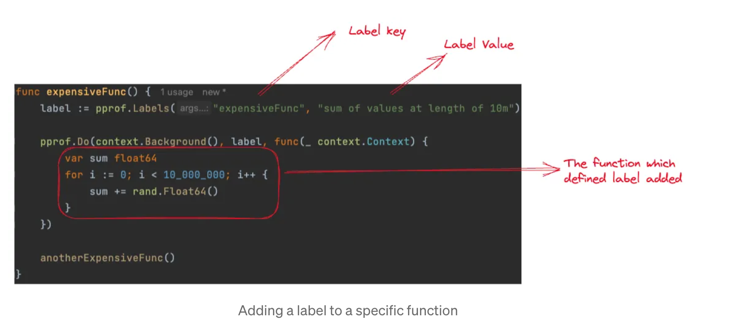 Label key
Label Value
func expensiveFunc() { 1 usage new *
label := pprof.Labels( args...: "expensiveFunc", "sum of values at length of 10m")
pprof.Do(context.Background(), label, func(_ context.Context) {
var sum float64
for i := 0; i < 10_000_000; i++ {
sum += rand.Float64()
}
})
The function which
defined label added
anotherExpensiveFunc()
}
Adding a label to a specific function